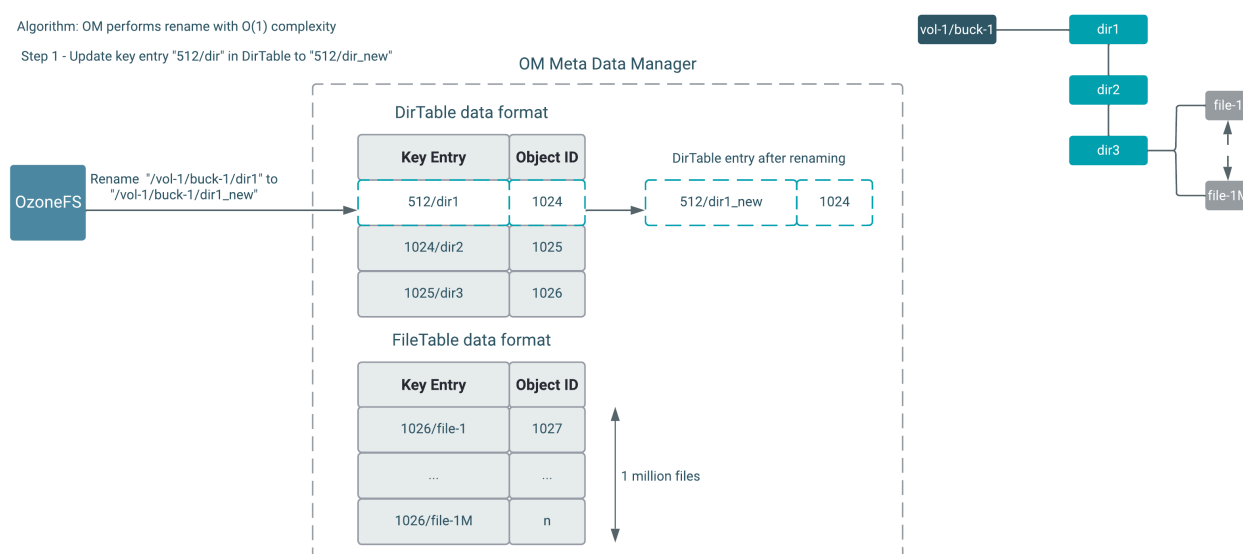 Algorithm: OM performs rename with O(1) complexity
Step 1 - Update key entry "512/dir" in DirTable to "512/dir_new"
OM Meta Data Manager
DirTable data format
Key Entry Object ID
512/dir1 1024
1024/dir2 1025
1025/dir3 1026
OzoneFS
Rename "/vol-1/buck-1/dir1" to
"/vol-1/buck-1/dir1_new"
DirTable entry after renaming
512/dir1_new 1024
FileTable data format
Key Entry Object ID
1026/file-1 1027
... ...
1026/file-1M n
1 million files
vol-1/buck-1
dir1
dir2
dir3
file-1
file-1M